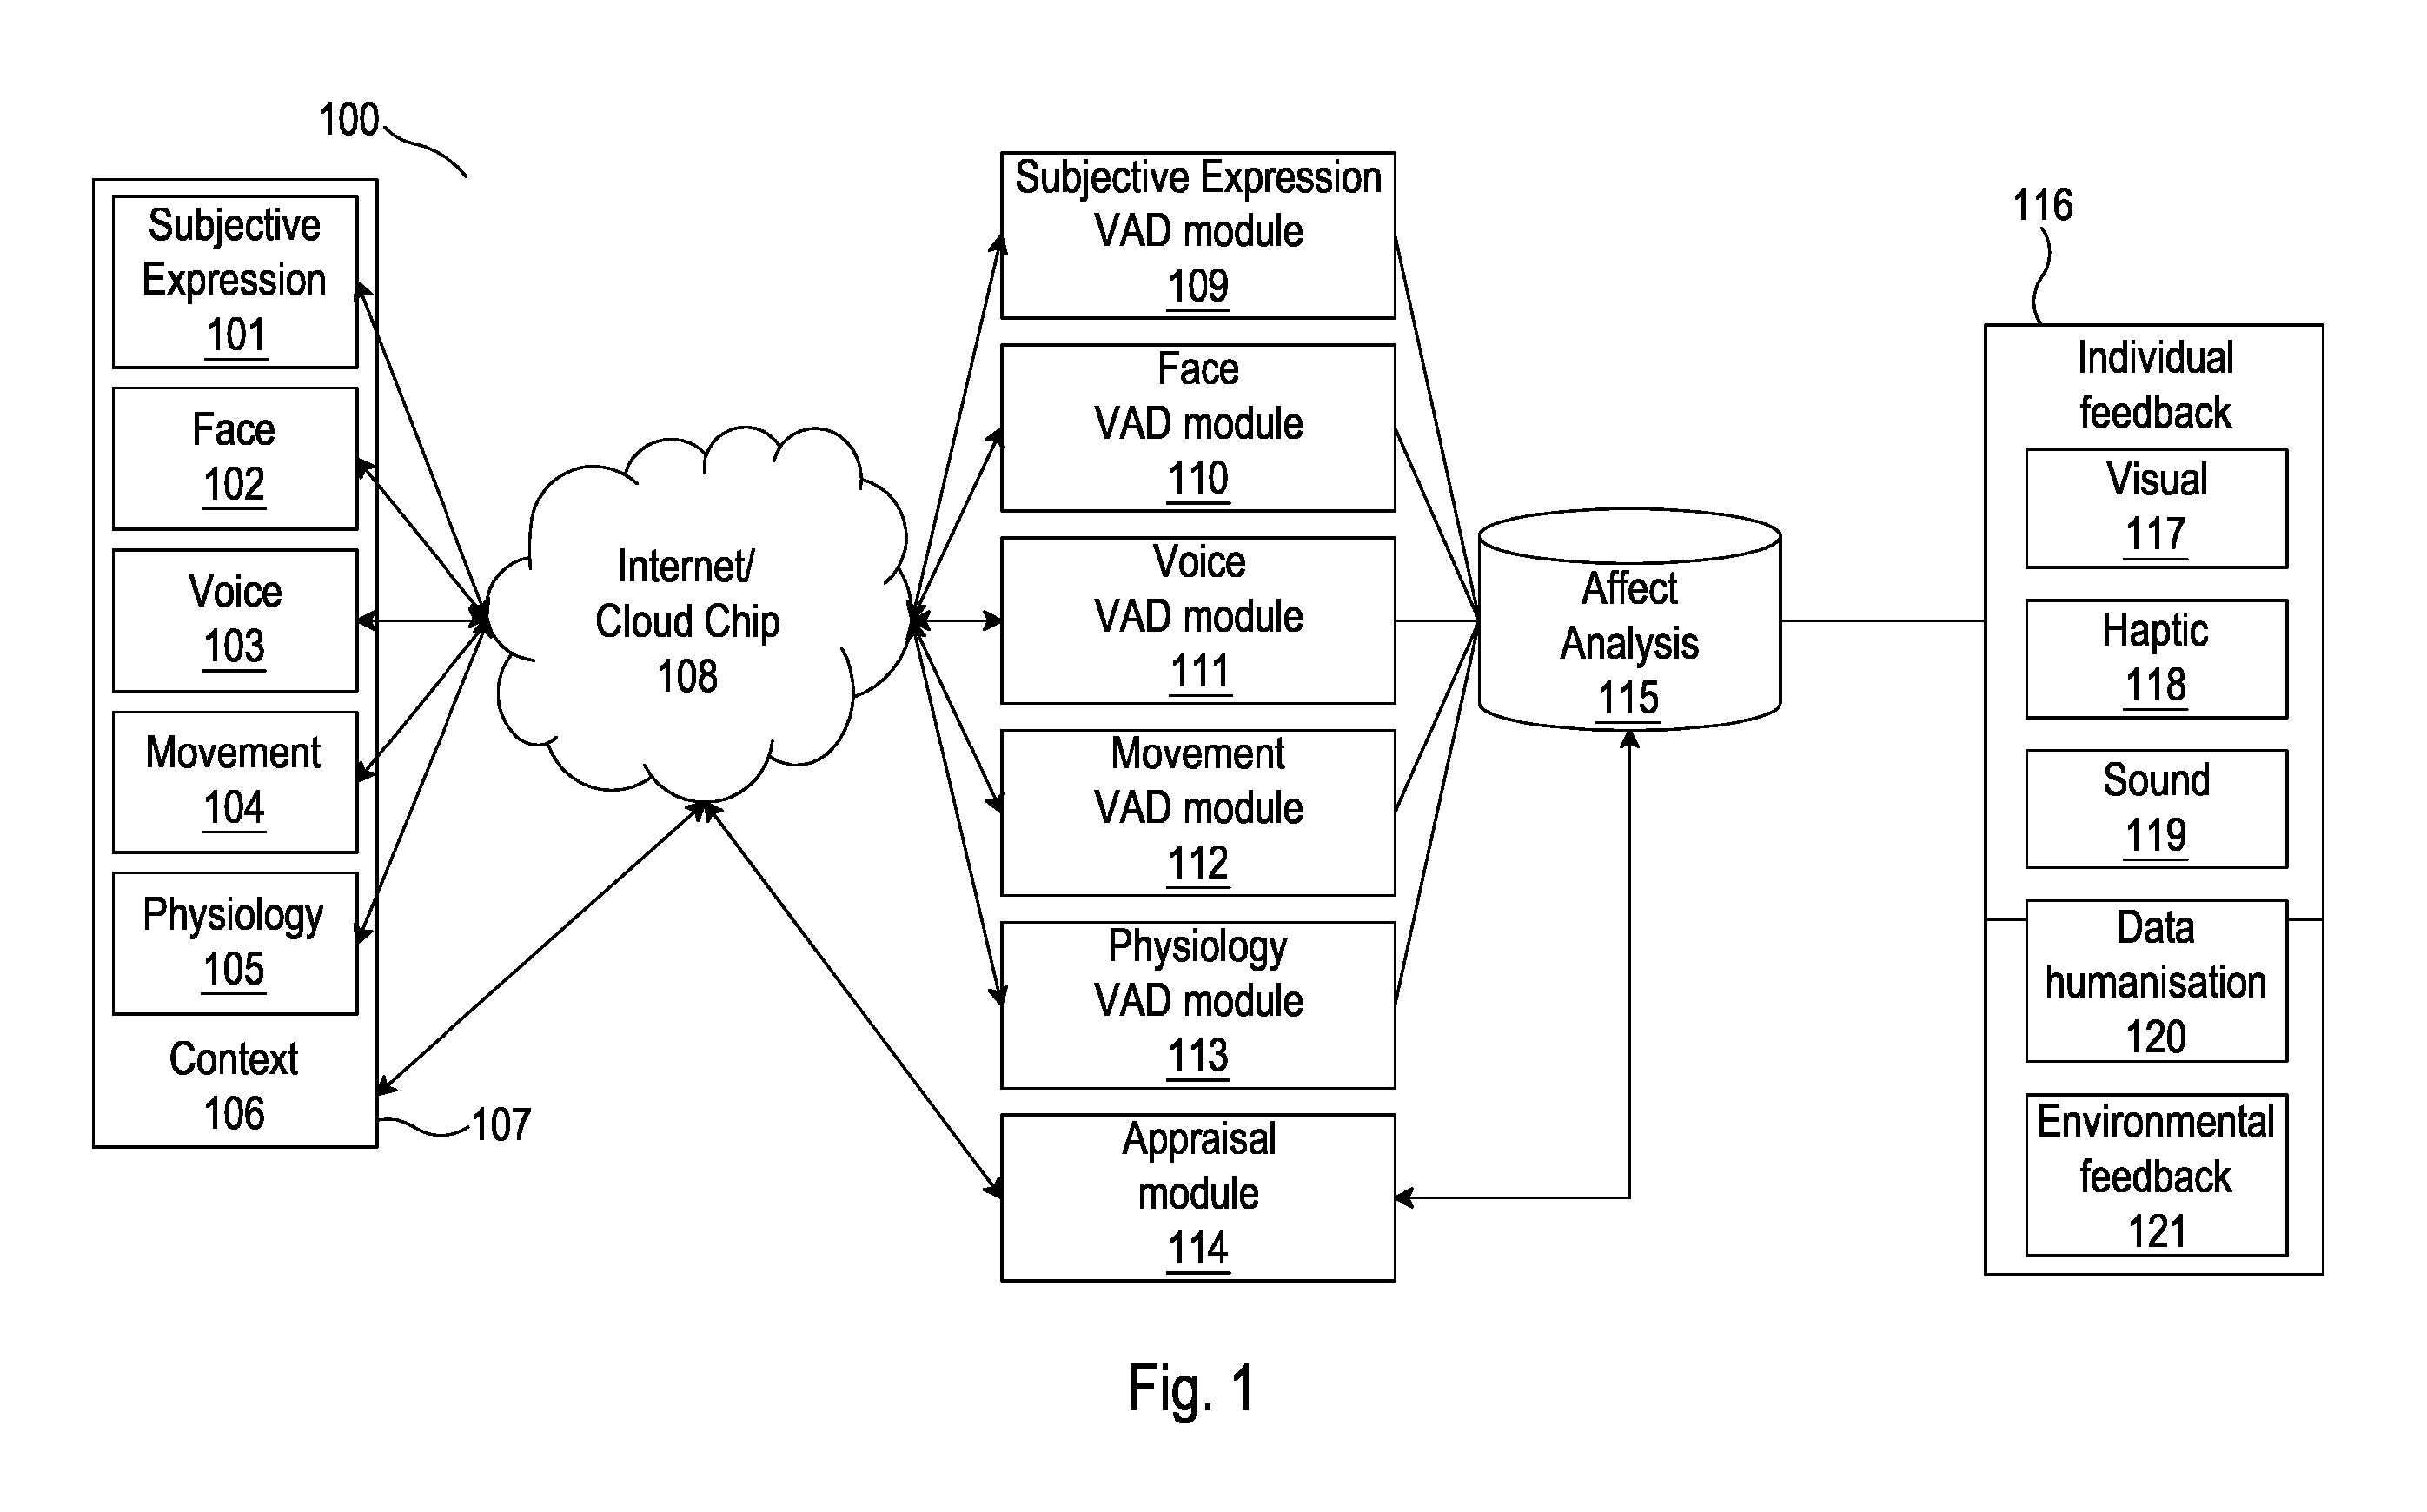 100
Subjective
Expression
101
Face
102
Voice
103
Movement
104
Physiology
105
Context
106
107
Internet/
Cloud Chip
108
Subjective Expression
VAD module
109
Face
VAD module
110
Voice
VAD module
111
Movement
VAD module
112
Physiology
VAD module
113
Appraisal
module
114
Affect
Analysis
115
116
Individual
feedback
Visual
117
Haptic
118
Sound
119
Data
humanisation
120
Environmental
feedback
121
Fig. 1